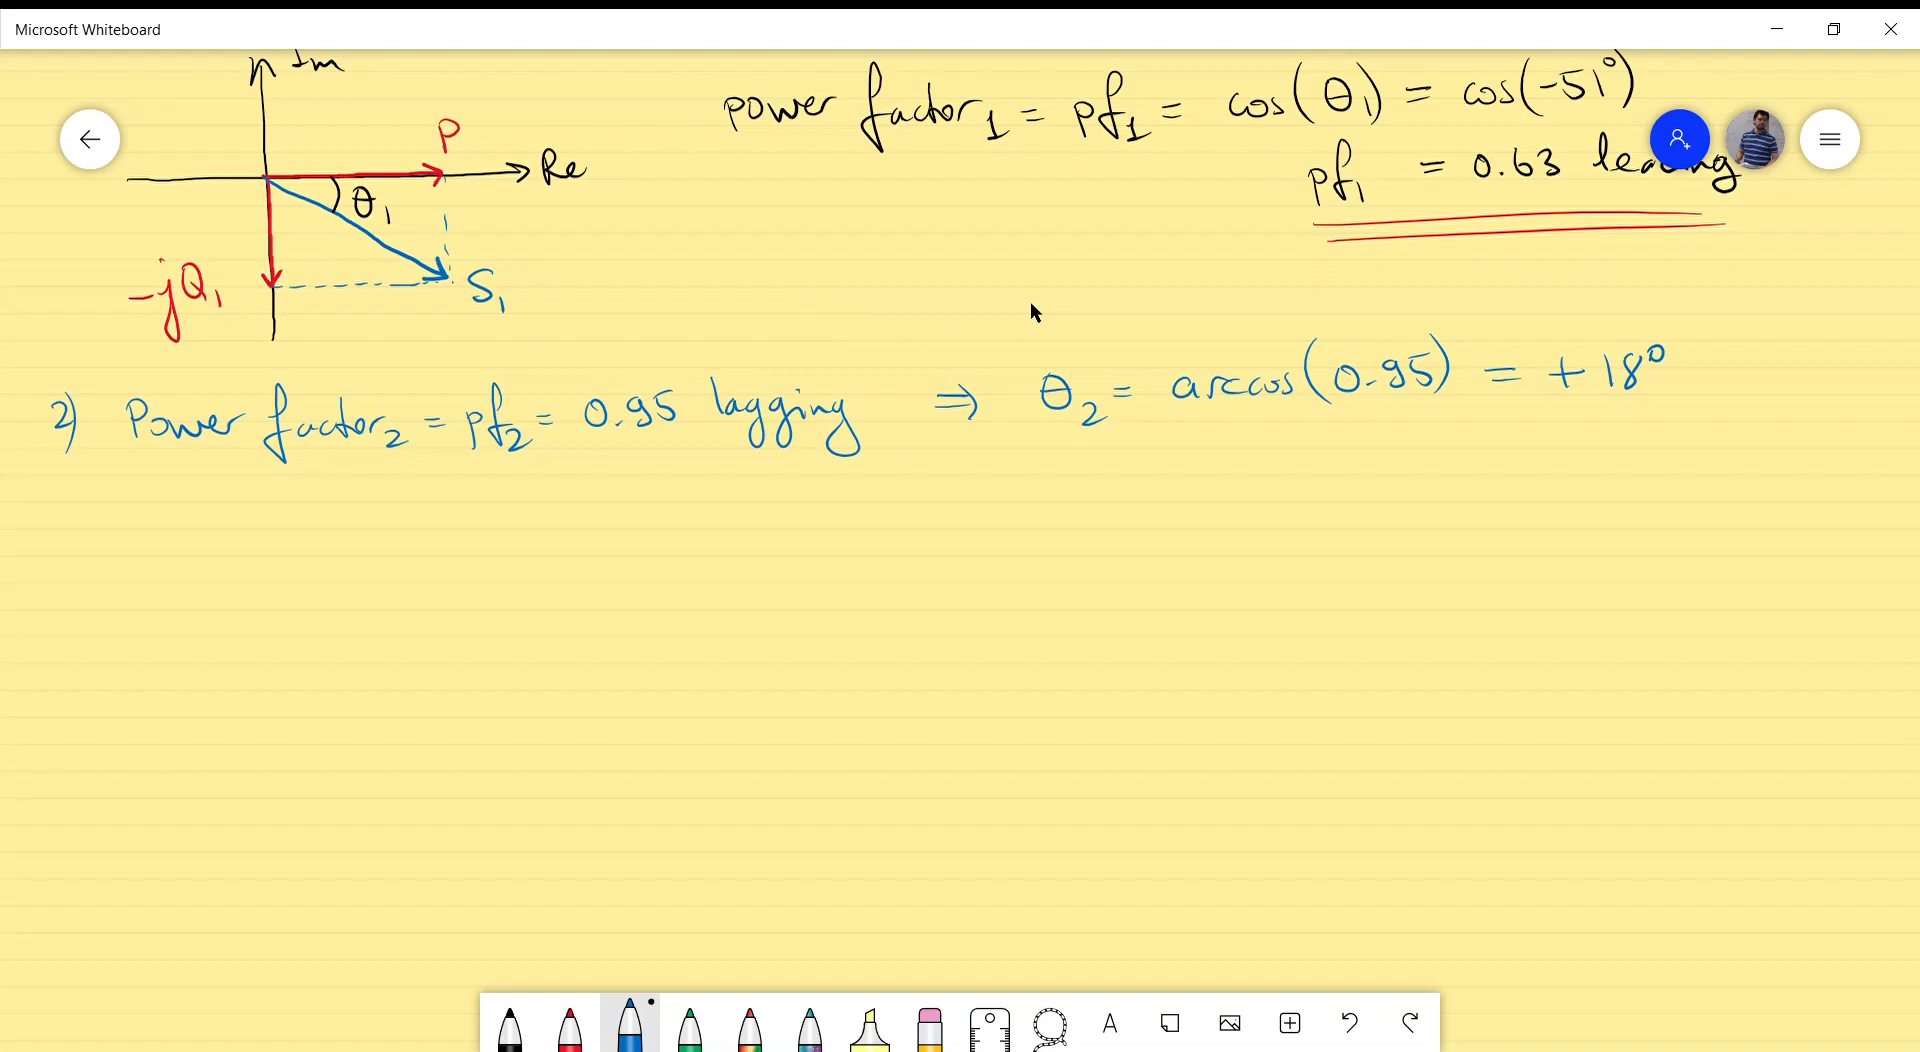 Microsoft Whiteboard
Im
power factor₁ = pf₁ = cos(θ₁) = cos(-51°)
P
Re
pf₁ = 0.63 leading
θ₁
-jQ₁
S₁
2) Power factor₂ = pf₂ = 0.95 lagging ⇒ θ₂ = arccos(0.95) = +18°
A